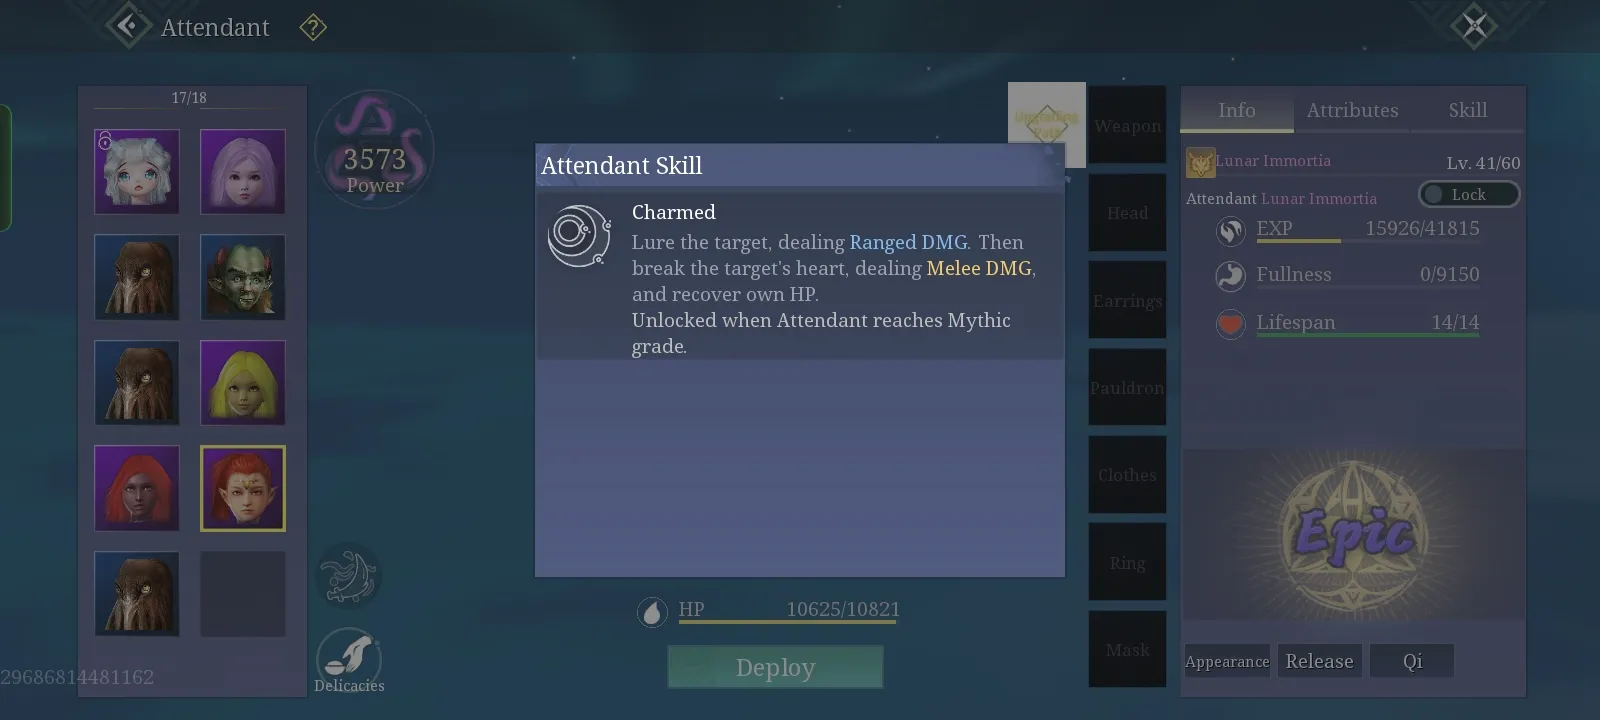 Attendant ?
17/18
3573
Power
Upgrading
Path
Weapon
Head
Earrings
Pauldron
Clothes
Ring
Mask
Attendant Skill
Charmed
Lure the target, dealing Ranged DMG. Then
break the target's heart, dealing Melee DMG,
and recover own HP.
Unlocked when Attendant reaches Mythic
grade.
HP 10625/10821
Deploy
Delicacies
29686814481162
Info Attributes Skill
Lunar Immortia Lv. 41/60
Attendant Lunar Immortia Lock
EXP 15926/41815
Fullness 0/9150
Lifespan 14/14
Epic
Appearance Release Qi